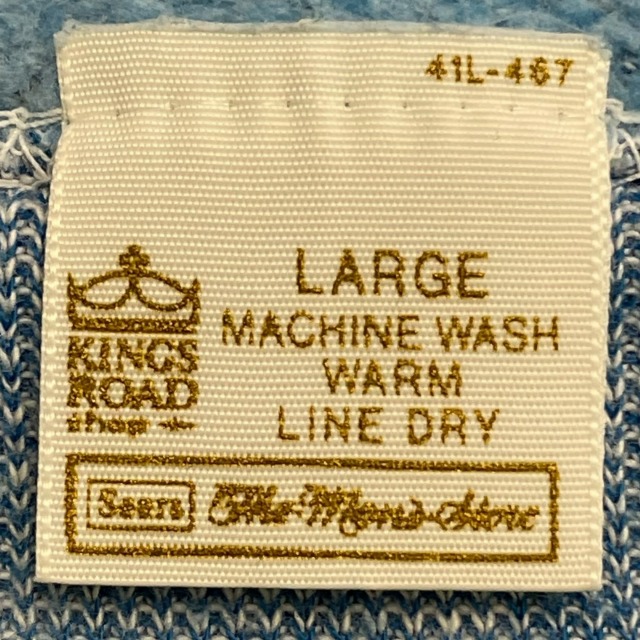 41L-467
LARGE
MACHINE WASH
WARM
LINE DRY
KINGS
ROAD
shop
Sears The Men's Store